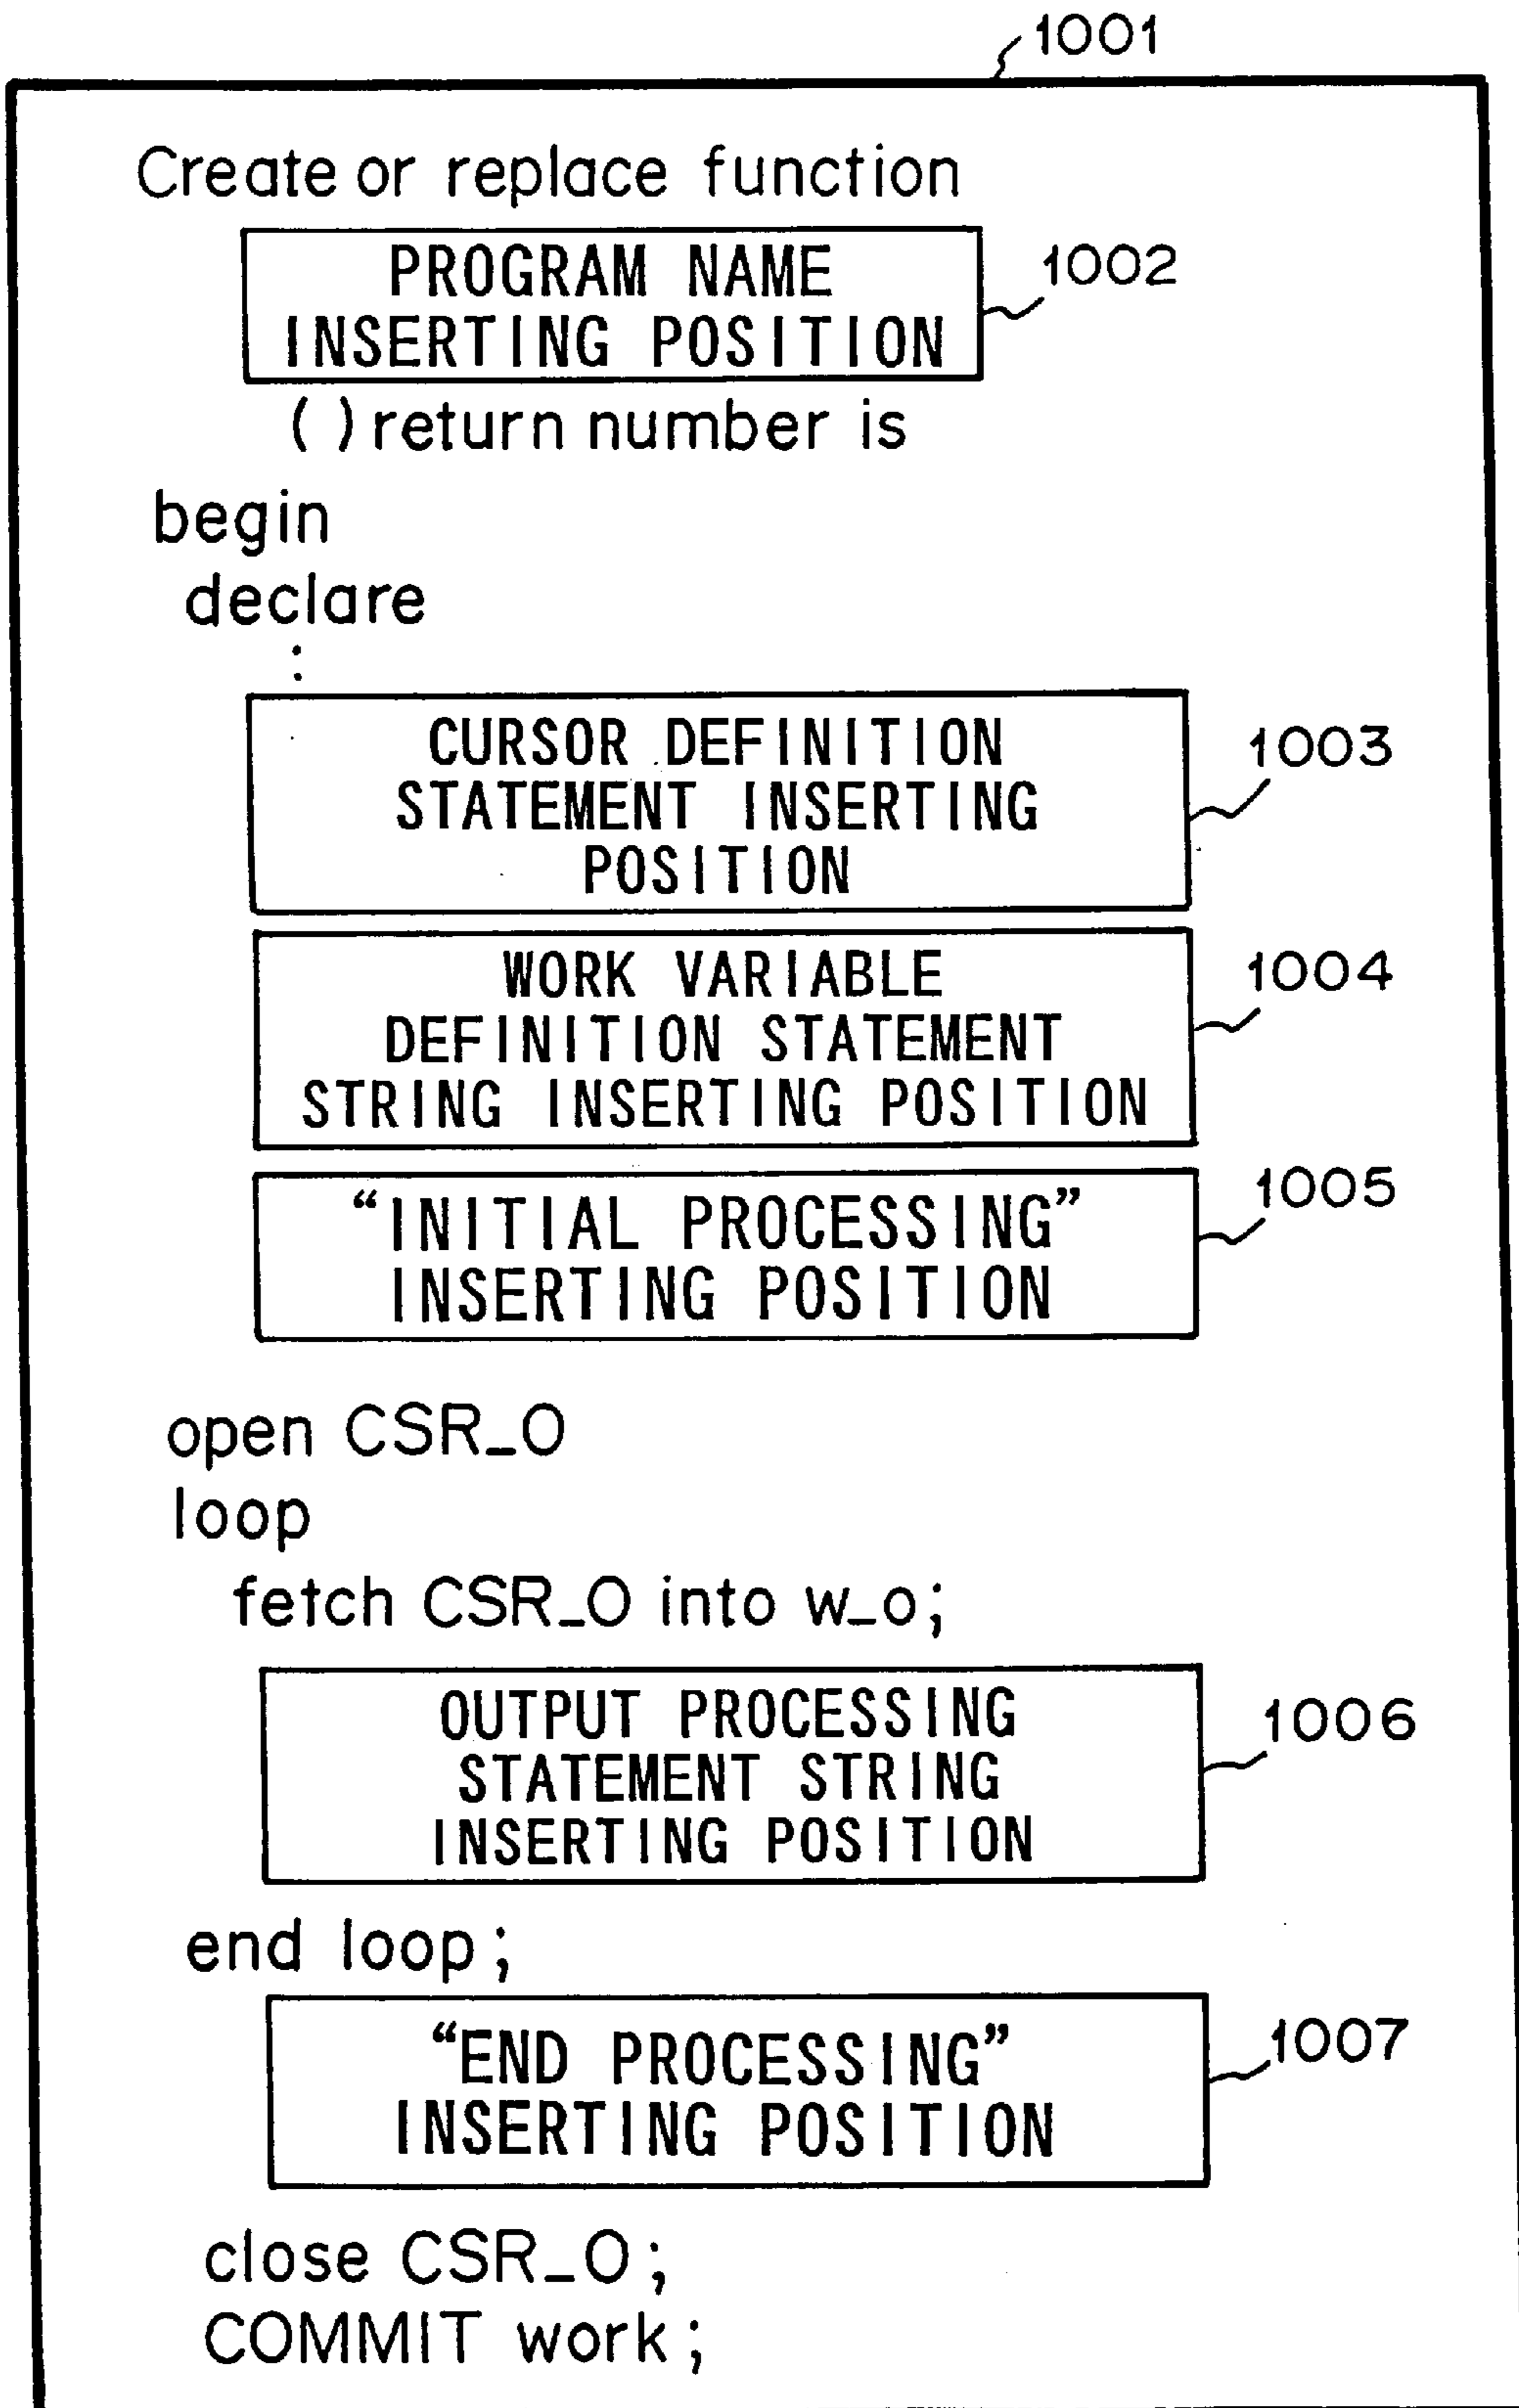 1001
Create or replace function
PROGRAM NAME
INSERTING POSITION
1002
( ) return number is
begin
declare
:
CURSOR DEFINITION
STATEMENT INSERTING
POSITION
1003
WORK VARIABLE
DEFINITION STATEMENT
STRING INSERTING POSITION
1004
“INITIAL PROCESSING”
INSERTING POSITION
1005
open CSR_O
loop
fetch CSR_O into w_o;
OUTPUT PROCESSING
STATEMENT STRING
INSERTING POSITION
1006
end loop;
“END PROCESSING”
INSERTING POSITION
1007
close CSR_O;
COMMIT work;